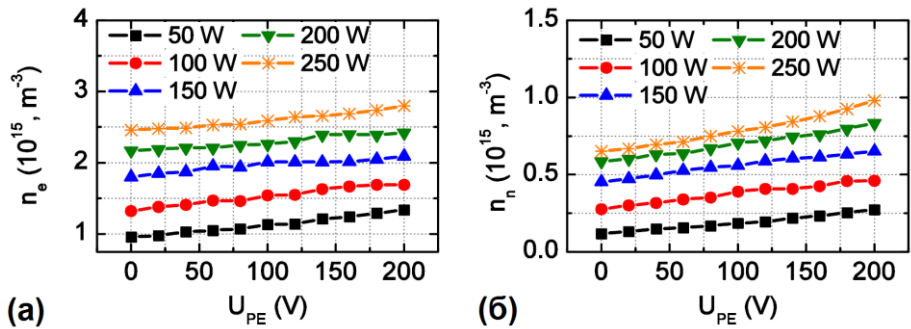 4
3
2
1
n_e (10^15, m^-3)
50 W
100 W
150 W
200 W
250 W
0 50 100 150 200
U_PE (V)
(а)
1.5
1.0
0.5
0.0
n_n (10^15, m^-3)
50 W
100 W
150 W
200 W
250 W
0 50 100 150 200
U_PE (V)
(б)